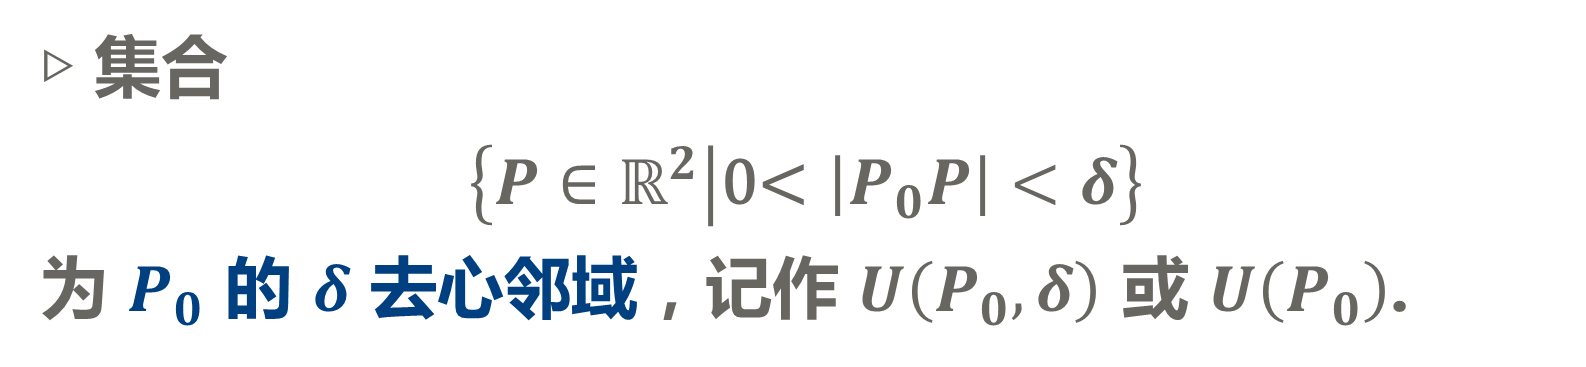 ▷ 集合
{P ∈ ℝ²|0< |P₀P| < δ}
为 P₀ 的 δ 去心邻域，记作 U(P₀, δ) 或 U(P₀).